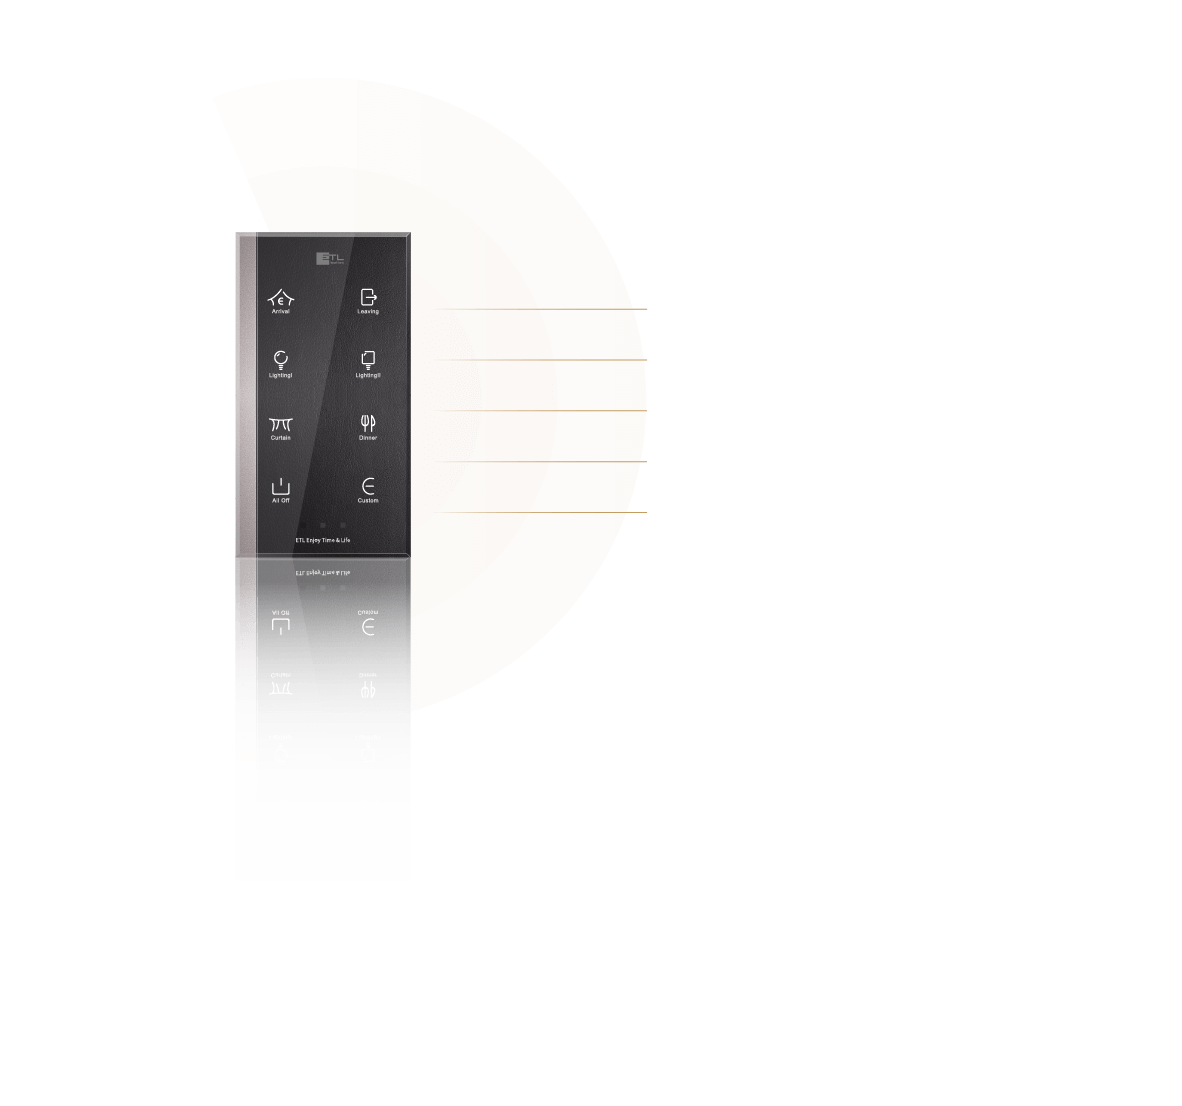 ETL
Arrival Leaving
LightingⅠ LightingⅡ
Curtain Dinner
All Off Custom
ETL Enjoy Time & Life